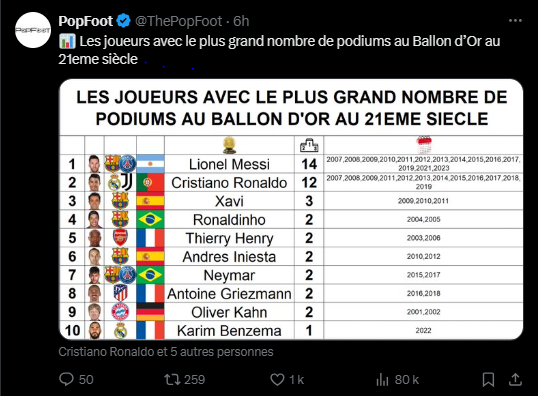 PopFoot @ThePopFoot · 6h
Les joueurs avec le plus grand nombre de podiums au Ballon d'Or au
21eme siècle
LES JOUEURS AVEC LE PLUS GRAND NOMBRE DE
PODIUMS AU BALLON D'OR AU 21EME SIECLE
1 Lionel Messi 14 2007,2008,2009,2010,2011,2012,2013,2014,2015,2016,2017,
2019,2021,2023
2 Cristiano Ronaldo 12 2007,2008,2009,2011,2012,2013,2014,2015,2016,2017,2018,
2019
3 Xavi 3 2009,2010,2011
4 Ronaldinho 2 2004,2005
5 Thierry Henry 2 2003,2006
6 Andres Iniesta 2 2010,2012
7 Neymar 2 2015,2017
8 Antoine Griezmann 2 2016,2018
9 Oliver Kahn 2 2001,2002
10 Karim Benzema 1 2022
Cristiano Ronaldo et 5 autres personnes
50 259 1 k 80 k